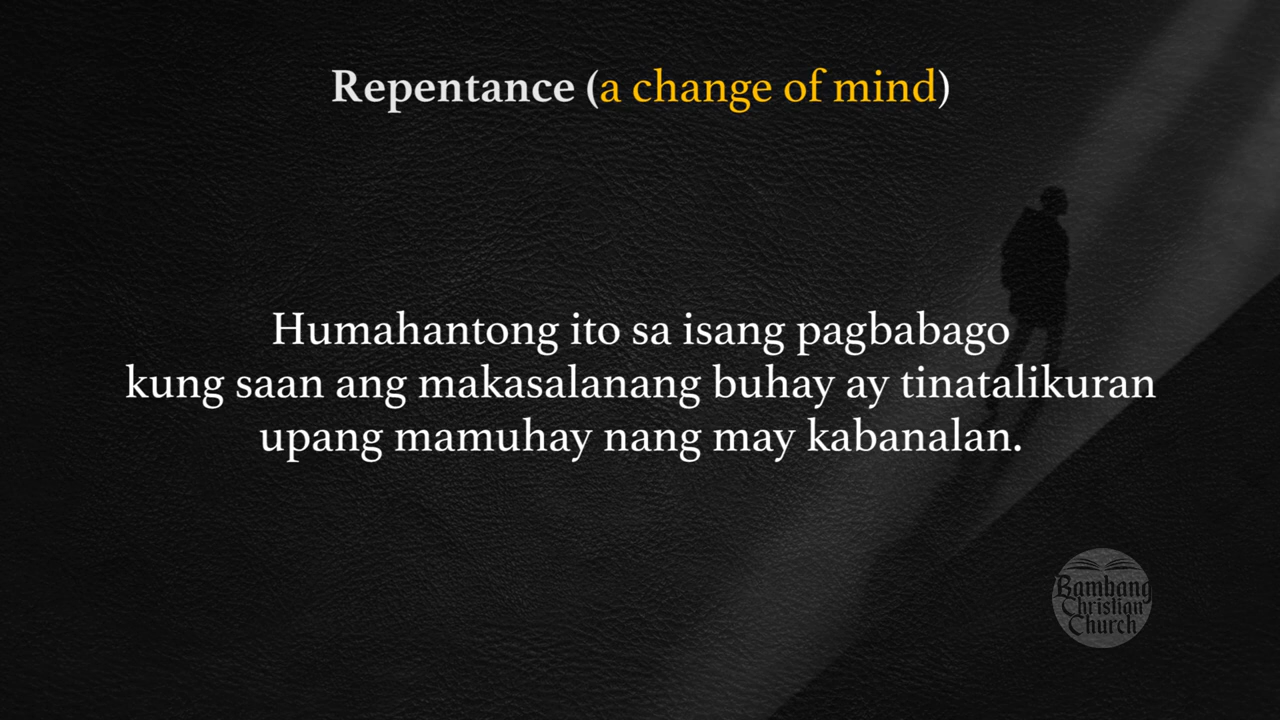 Repentance (a change of mind)
Humahantong ito sa isang pagbabago
kung saan ang makasalanang buhay ay tinatalikuran
upang mamuhay nang may kabanalan.
Bambang
Christian
Church